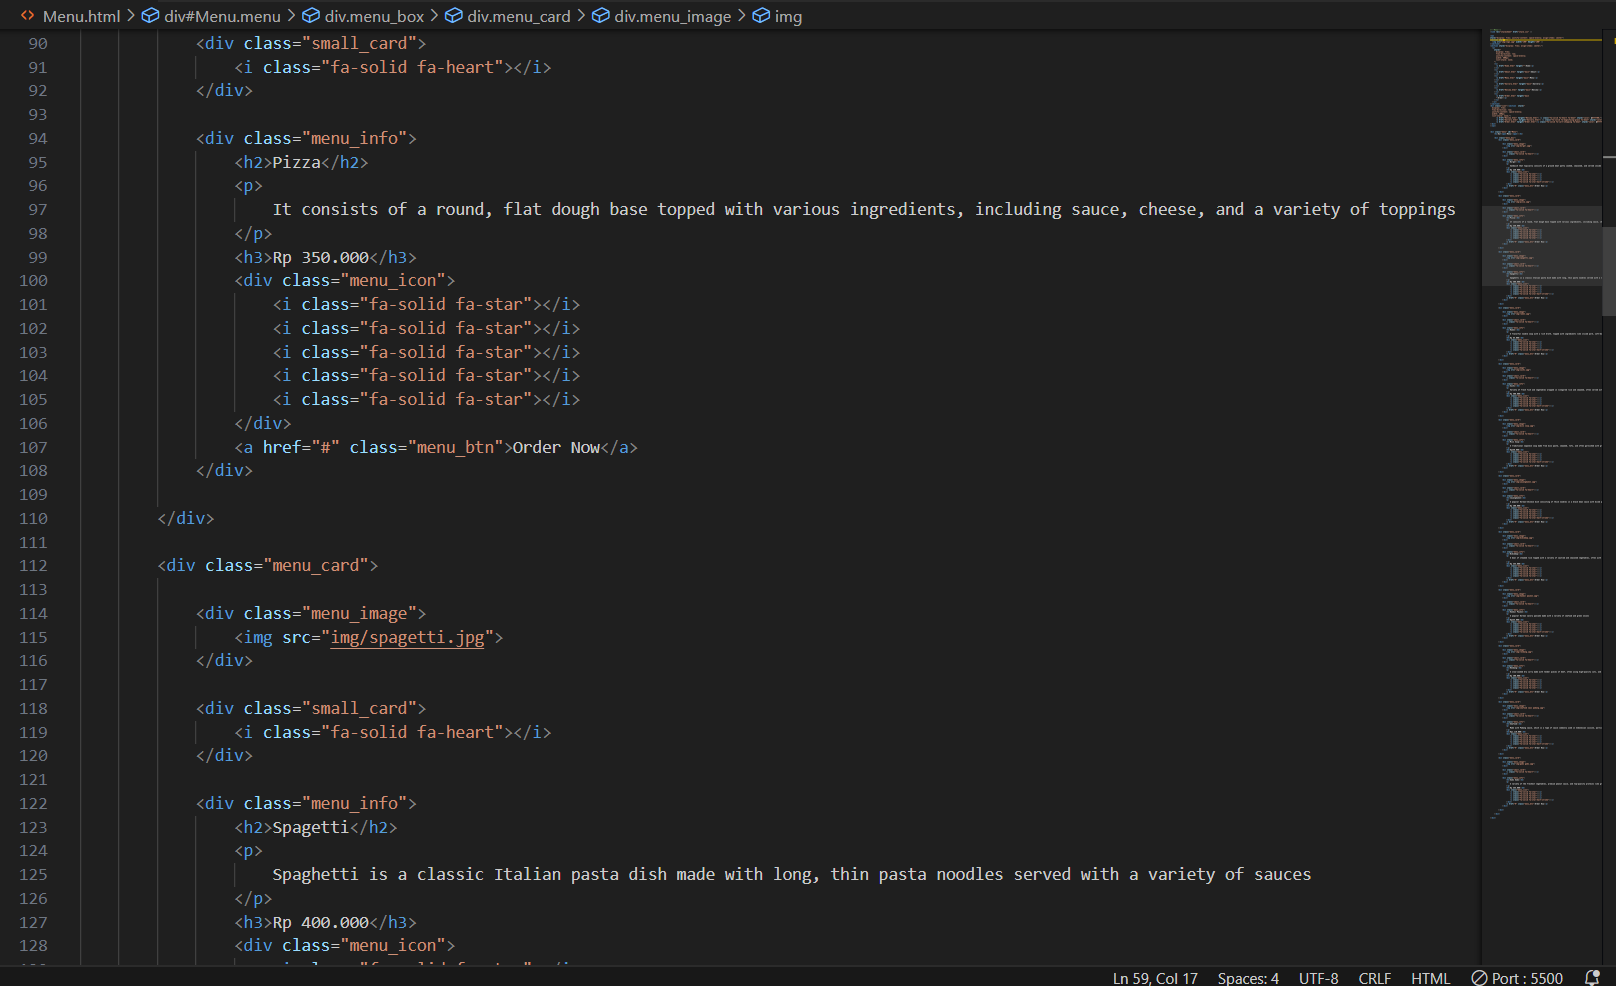 Menu.html > div#Menu.menu > div.menu_box > div.menu_card > div.menu_image > img
90 <div class="small_card">
91 <i class="fa-solid fa-heart"></i>
92 </div>
93
94 <div class="menu_info">
95 <h2>Pizza</h2>
96 <p>
97 It consists of a round, flat dough base topped with various ingredients, including sauce, cheese, and a variety of toppings
98 </p>
99 <h3>Rp 350.000</h3>
100 <div class="menu_icon">
101 <i class="fa-solid fa-star"></i>
102 <i class="fa-solid fa-star"></i>
103 <i class="fa-solid fa-star"></i>
104 <i class="fa-solid fa-star"></i>
105 <i class="fa-solid fa-star"></i>
106 </div>
107 <a href="#" class="menu_btn">Order Now</a>
108 </div>
109
110 </div>
111
112 <div class="menu_card">
113
114 <div class="menu_image">
115 <img src="img/spagetti.jpg">
116 </div>
117
118 <div class="small_card">
119 <i class="fa-solid fa-heart"></i>
120 </div>
121
122 <div class="menu_info">
123 <h2>Spagetti</h2>
124 <p>
125 Spaghetti is a classic Italian pasta dish made with long, thin pasta noodles served with a variety of sauces
126 </p>
127 <h3>Rp 400.000</h3>
128 <div class="menu_icon">
Ln 59, Col 17 Spaces: 4 UTF-8 CRLF HTML Port : 5500